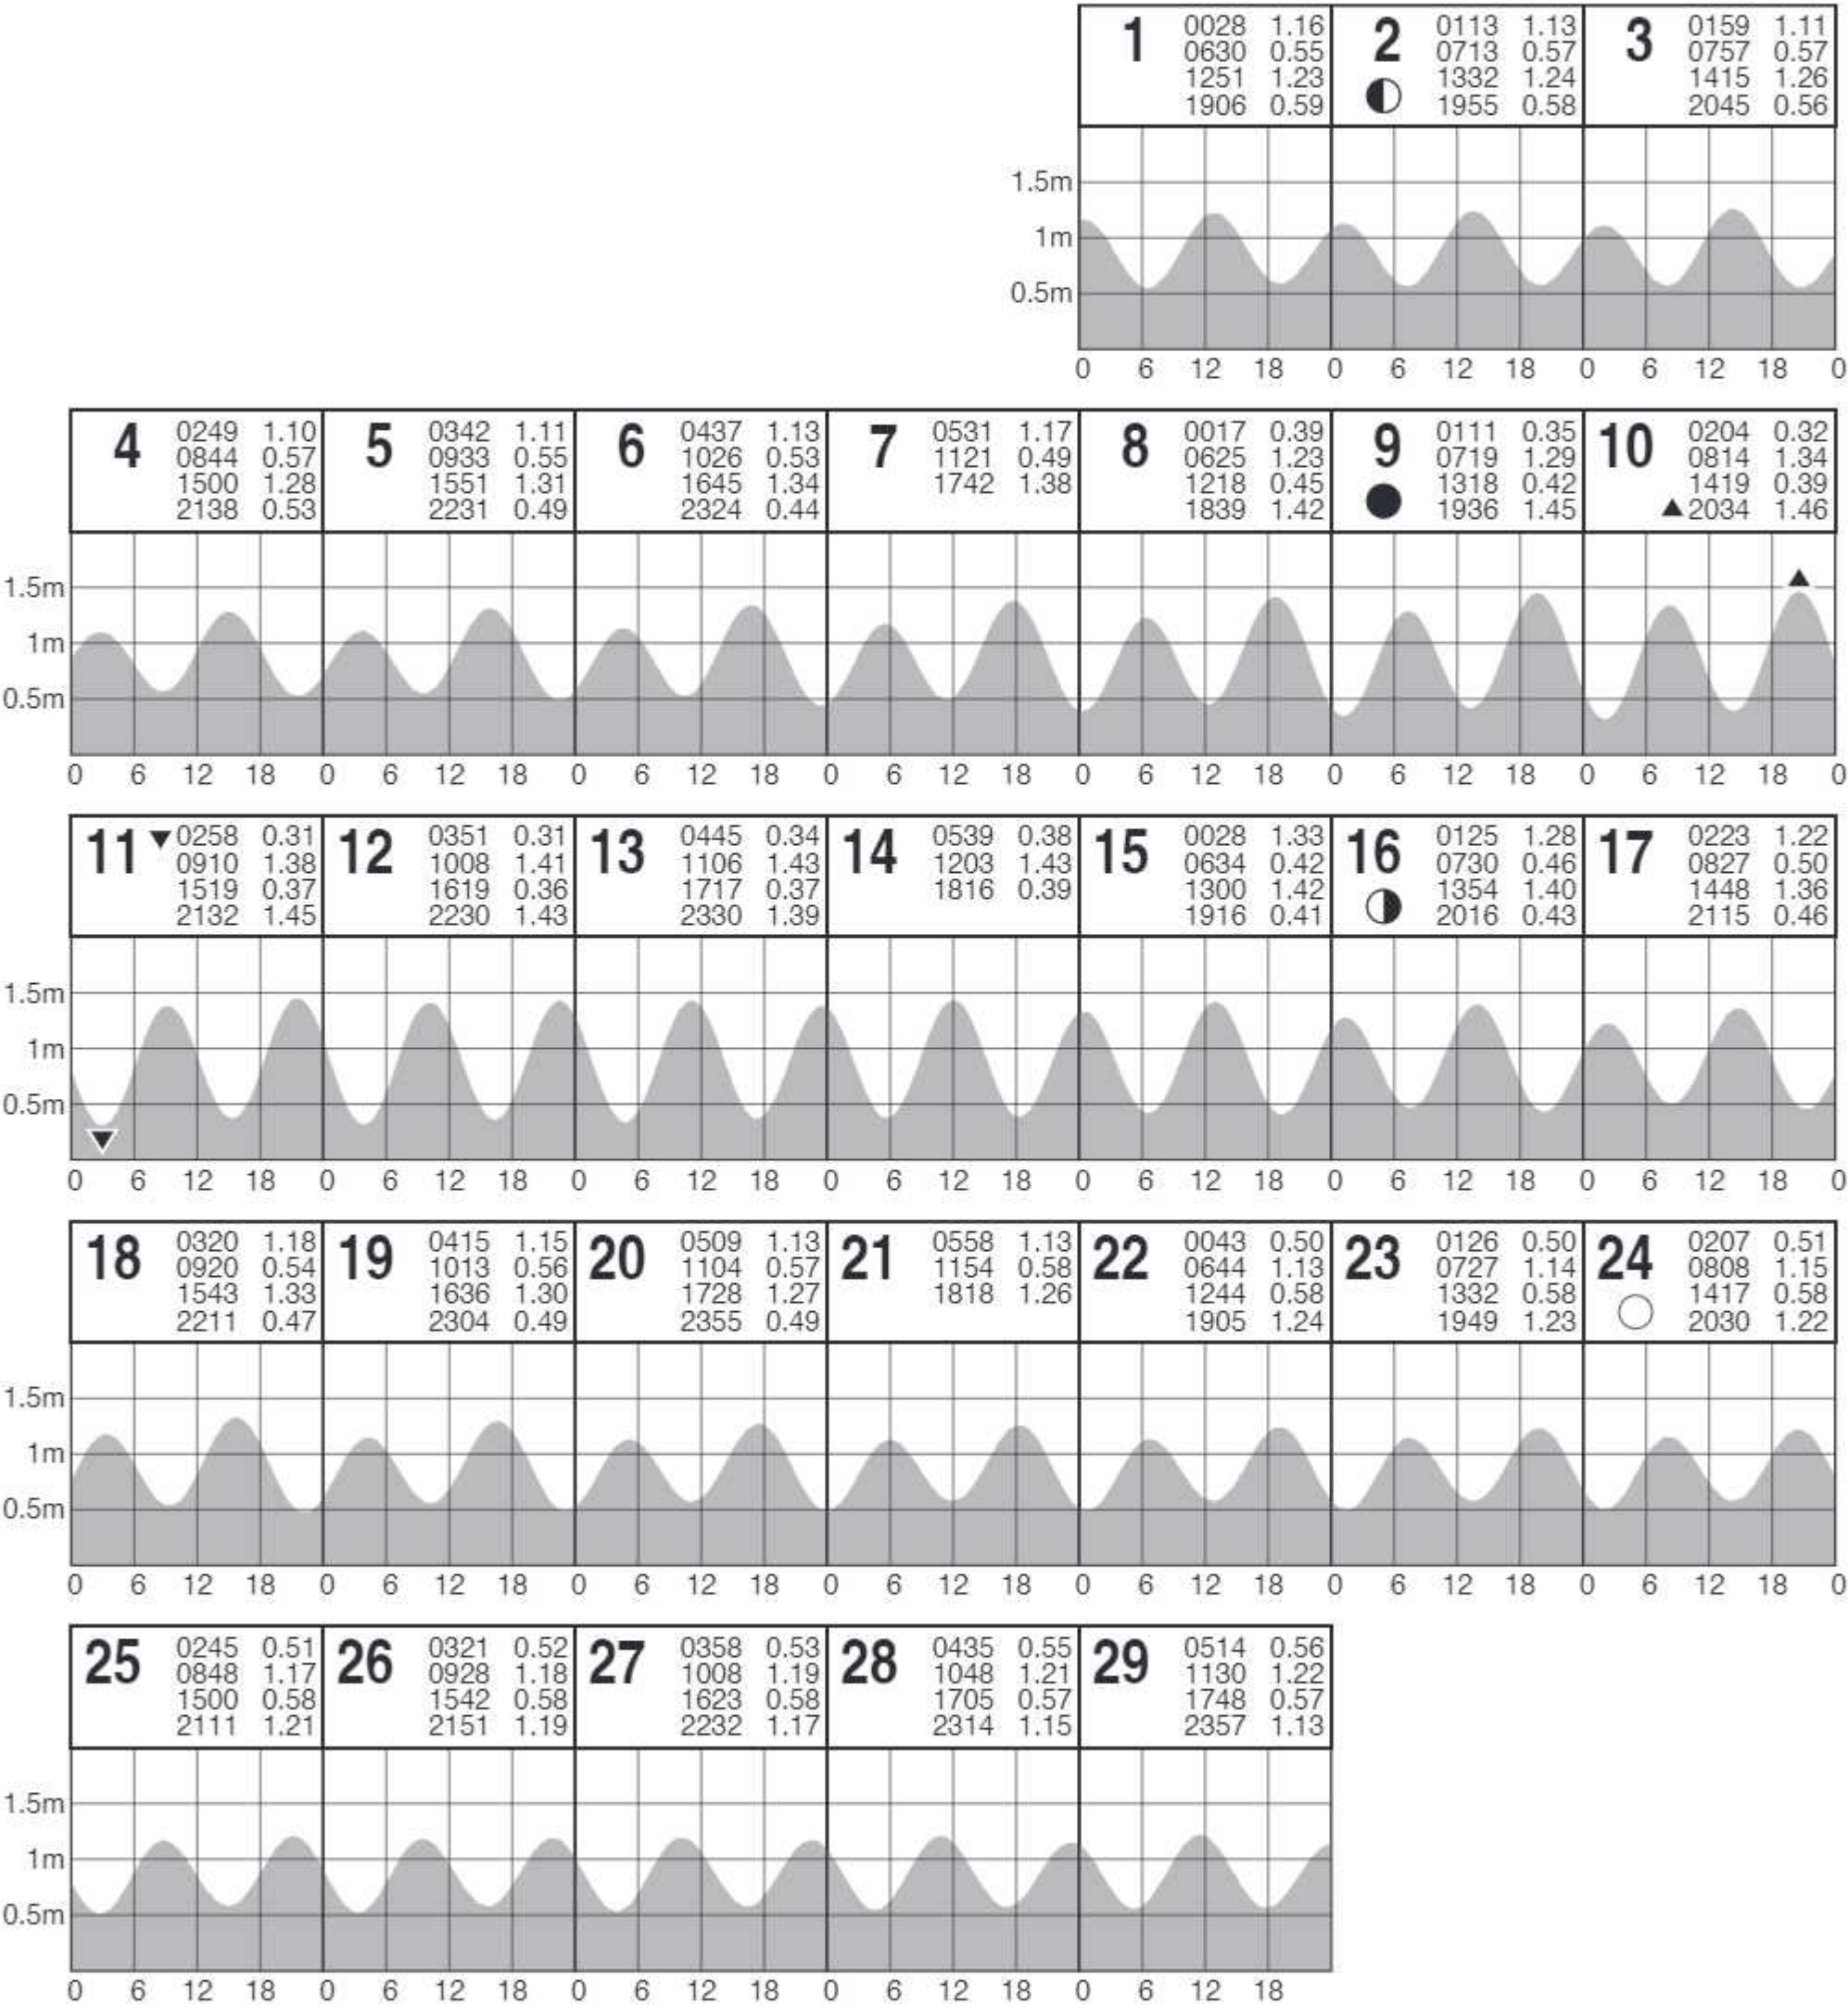 1 0028 1.16 2 0113 1.13 3 0159 1.11
0630 0.55 0713 0.57 0757 0.57
1251 1.23 1332 1.24 1415 1.26
1906 0.59 1955 0.58 2045 0.56
1.5m
1m
0.5m
0 6 12 18 0 6 12 18 0 6 12 18 0
4 0249 1.10 5 0342 1.11 6 0437 1.13 7 0531 1.17 8 0017 0.39 9 0111 0.35 10 0204 0.32
0844 0.57 0933 0.55 1026 0.53 1121 0.49 0625 1.23 0719 1.29 0814 1.34
1500 1.28 1551 1.31 1645 1.34 1742 1.38 1218 0.45 1318 0.42 1419 0.39
2138 0.53 2231 0.49 2324 0.44 1839 1.42 1936 1.45 ▲2034 1.46
1.5m
1m
0.5m
0 6 12 18 0 6 12 18 0 6 12 18 0 6 12 18 0 6 12 18 0 6 12 18 0 6 12 18 0
11 ▼0258 0.31 12 0351 0.31 13 0445 0.34 14 0539 0.38 15 0028 1.33 16 0125 1.28 17 0223 1.22
0910 1.38 1008 1.41 1106 1.43 1203 1.43 0634 0.42 0730 0.46 0827 0.50
1519 0.37 1619 0.36 1717 0.37 1816 0.39 1300 1.42 1354 1.40 1448 1.36
2132 1.45 2230 1.43 2330 1.39 1916 0.41 2016 0.43 2115 0.46
1.5m
1m
0.5m
0 6 12 18 0 6 12 18 0 6 12 18 0 6 12 18 0 6 12 18 0 6 12 18 0 6 12 18 0
18 0320 1.18 19 0415 1.15 20 0509 1.13 21 0558 1.13 22 0043 0.50 23 0126 0.50 24 0207 0.51
0920 0.54 1013 0.56 1104 0.57 1154 0.58 0644 1.13 0727 1.14 0808 1.15
1543 1.33 1636 1.30 1728 1.27 1818 1.26 1244 0.58 1332 0.58 1417 0.58
2211 0.47 2304 0.49 2355 0.49 1905 1.24 1949 1.23 2030 1.22
1.5m
1m
0.5m
0 6 12 18 0 6 12 18 0 6 12 18 0 6 12 18 0 6 12 18 0 6 12 18 0 6 12 18 0
25 0245 0.51 26 0321 0.52 27 0358 0.53 28 0435 0.55 29 0514 0.56
0848 1.17 0928 1.18 1008 1.19 1048 1.21 1130 1.22
1500 0.58 1542 0.58 1623 0.58 1705 0.57 1748 0.57
2111 1.21 2151 1.19 2232 1.17 2314 1.15 2357 1.13
1.5m
1m
0.5m
0 6 12 18 0 6 12 18 0 6 12 18 0 6 12 18 0 6 12 18